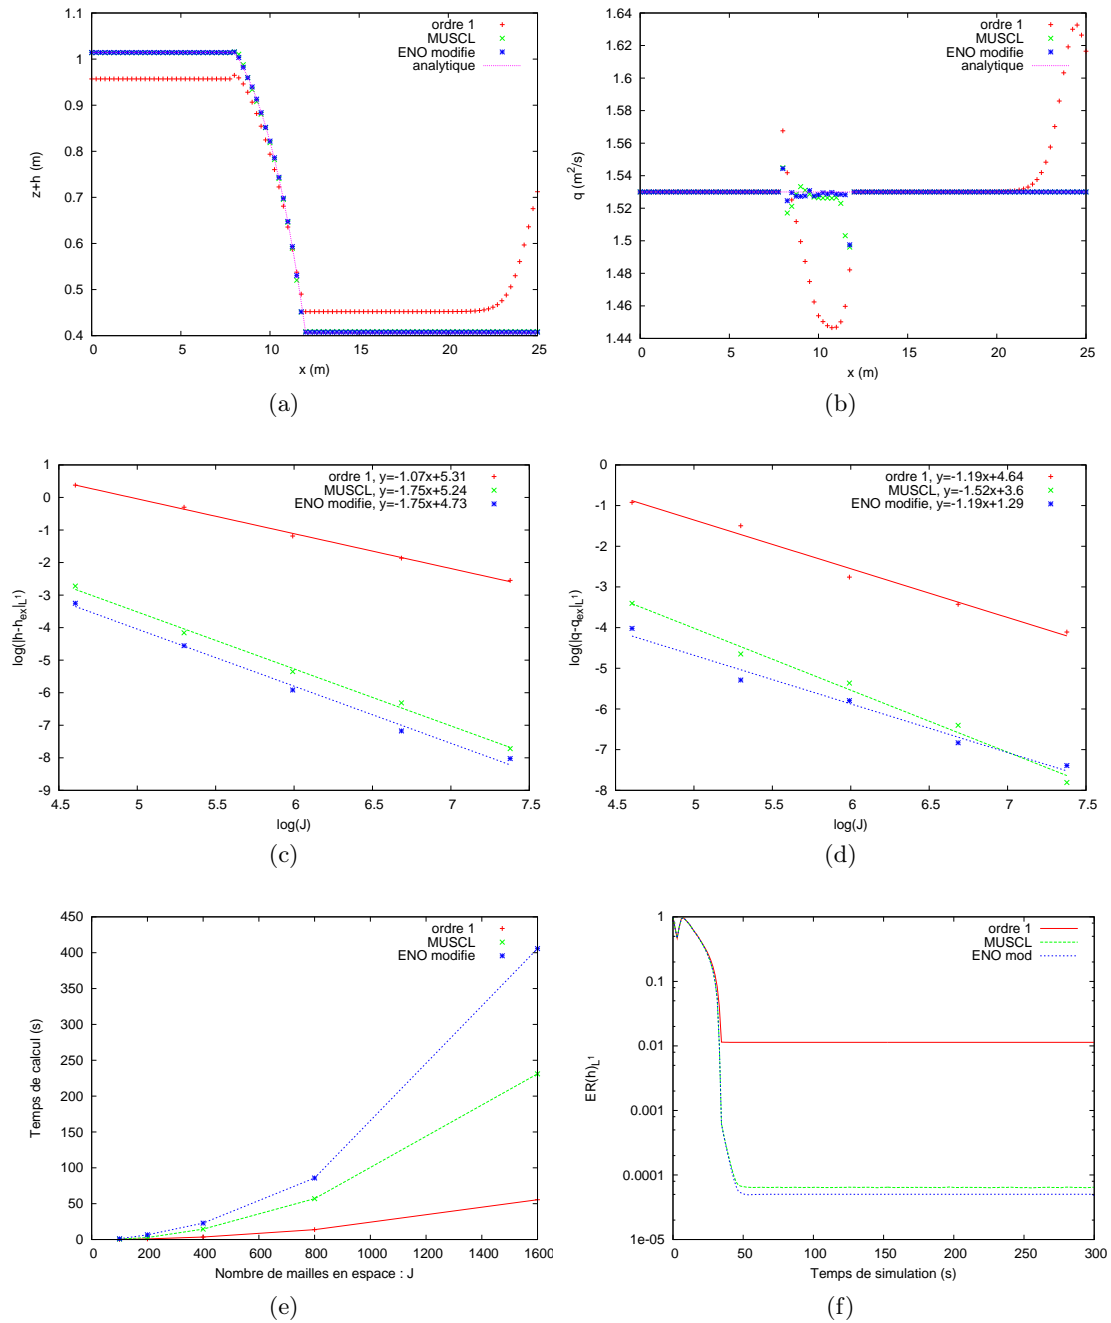 1.1
1
0.9
0.8
0.7
0.6
0.5
0.4
z+h (m)
0 5 10 15 20 25
x (m)
ordre 1
MUSCL
ENO modifie
analytique
(a)
1.64
1.62
1.6
1.58
1.56
1.54
1.52
1.5
1.48
1.46
1.44
q (m²/s)
0 5 10 15 20 25
x (m)
ordre 1
MUSCL
ENO modifie
analytique
(b)
1
0
-1
-2
-3
-4
-5
-6
-7
-8
-9
log(|h-h_ex|_L¹)
4.5 5 5.5 6 6.5 7 7.5
log(J)
ordre 1, y=-1.07x+5.31
MUSCL, y=-1.75x+5.24
ENO modifie, y=-1.75x+4.73
(c)
0
-1
-2
-3
-4
-5
-6
-7
-8
log(|q-q_ex|_L¹)
4.5 5 5.5 6 6.5 7 7.5
log(J)
ordre 1, y=-1.19x+4.64
MUSCL, y=-1.52x+3.6
ENO modifie, y=-1.19x+1.29
(d)
450
400
350
300
250
200
150
100
50
0
Temps de calcul (s)
0 200 400 600 800 1000 1200 1400 1600
Nombre de mailles en espace : J
ordre 1
MUSCL
ENO modifie
(e)
1
0.1
0.01
0.001
0.0001
1e-05
ER(h)_L¹
0 50 100 150 200 250 300
Temps de simulation (s)
ordre 1
MUSCL
ENO mod
(f)